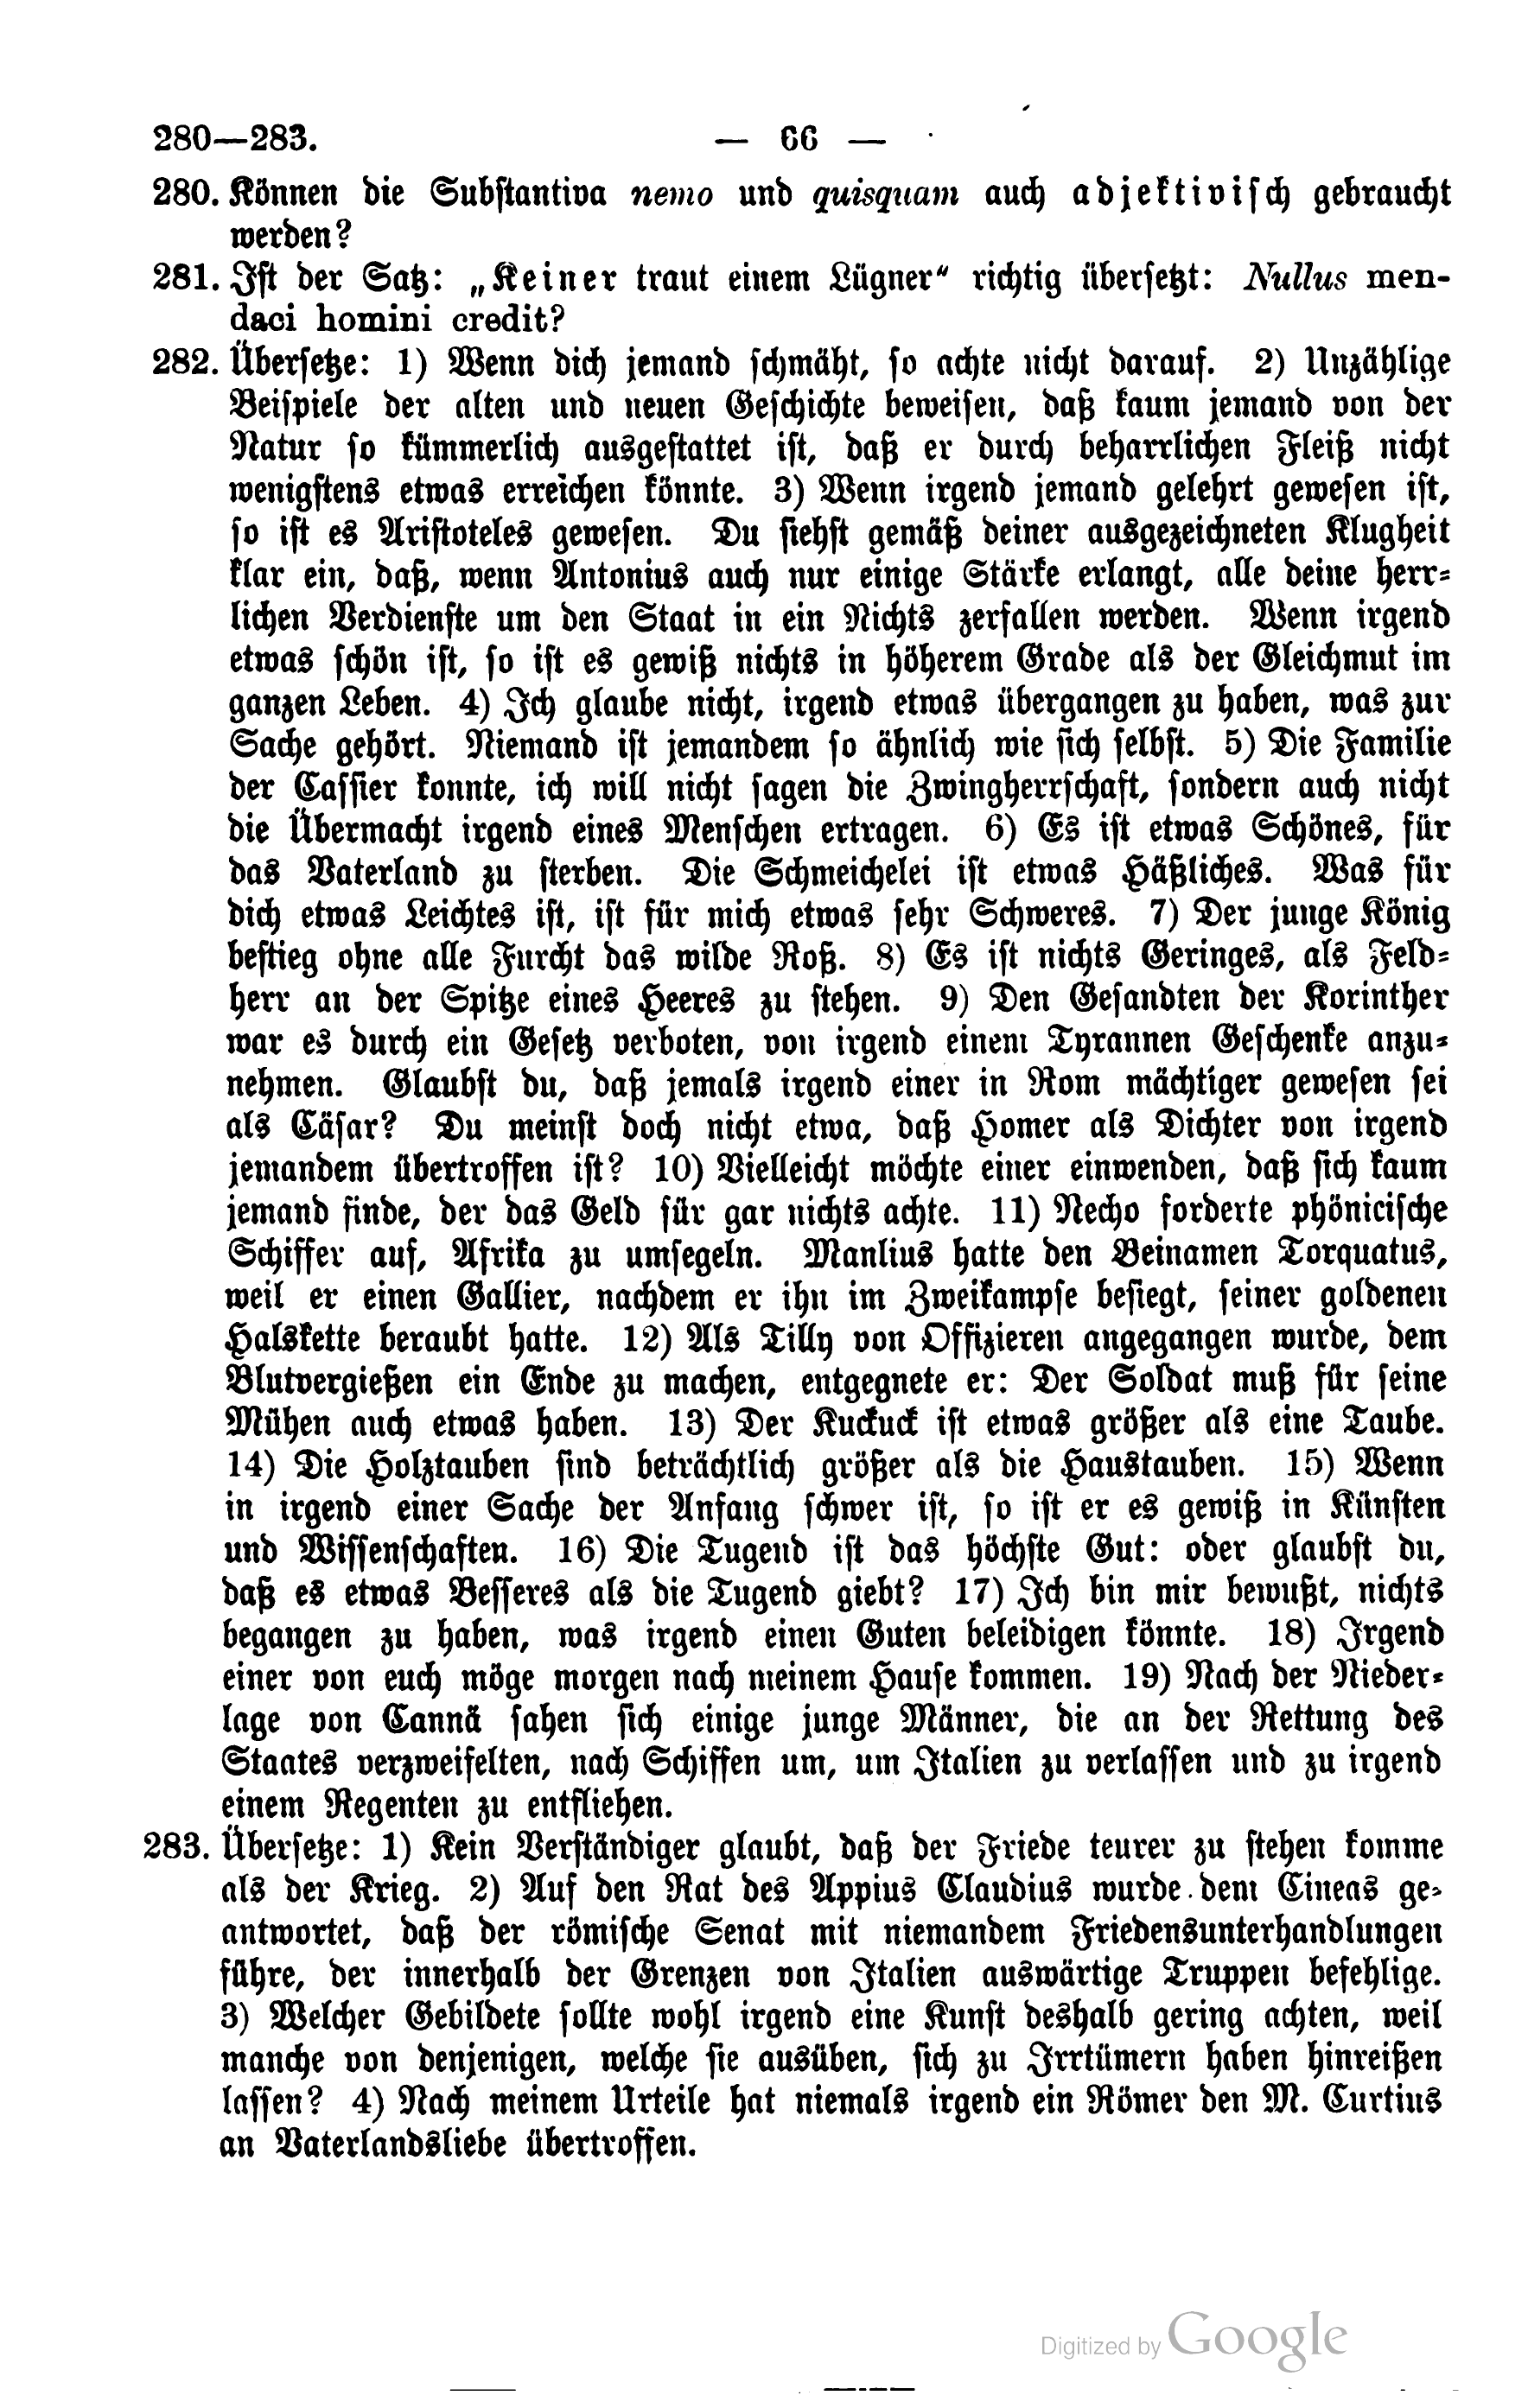 280—283.
— 66 —
280. Können die Substantiva nemo und quisquam auch adjektivisch gebraucht
werden?
281. Ist der Satz: „Keiner traut einem Lügner“ richtig übersetzt: Nullus men-
daci homini credit?
282. Übersetze: 1) Wenn dich jemand schmäht, so achte nicht darauf. 2) Unzählige
Beispiele der alten und neuen Geschichte beweisen, daß kaum jemand von der
Natur so kümmerlich ausgestattet ist, daß er durch beharrlichen Fleiß nicht
wenigstens etwas erreichen könnte. 3) Wenn irgend jemand gelehrt gewesen ist,
so ist es Aristoteles gewesen. Du siehst gemäß deiner ausgezeichneten Klugheit
klar ein, daß, wenn Antonius auch nur einige Stärke erlangt, alle deine herr-
lichen Verdienste um den Staat in ein Nichts zerfallen werden. Wenn irgend
etwas schön ist, so ist es gewiß nichts in höherem Grade als der Gleichmut im
ganzen Leben. 4) Ich glaube nicht, irgend etwas übergangen zu haben, was zur
Sache gehört. Niemand ist jemandem so ähnlich wie sich selbst. 5) Die Familie
der Cassier konnte, ich will nicht sagen die Zwingherrschaft, sondern auch nicht
die Übermacht irgend eines Menschen ertragen. 6) Es ist etwas Schönes, für
das Vaterland zu sterben. Die Schmeichelei ist etwas Häßliches. Was für
dich etwas Leichtes ist, ist für mich etwas sehr Schweres. 7) Der junge König
bestieg ohne alle Furcht das wilde Roß. 8) Es ist nichts Geringes, als Feld-
herr an der Spitze eines Heeres zu stehen. 9) Den Gesandten der Korinther
war es durch ein Gesetz verboten, von irgend einem Tyrannen Geschenke anzu-
nehmen. Glaubst du, daß jemals irgend einer in Rom mächtiger gewesen sei
als Cäsar? Du meinst doch nicht etwa, daß Homer als Dichter von irgend
jemandem übertroffen ist? 10) Vielleicht möchte einer einwenden, daß sich kaum
jemand finde, der das Geld für gar nichts achte. 11) Necho forderte phönicische
Schiffer auf, Afrika zu umsegeln. Manlius hatte den Beinamen Torquatus,
weil er einen Gallier, nachdem er ihn im Zweikampfe besiegt, seiner goldenen
Halskette beraubt hatte. 12) Als Tilly von Offizieren angegangen wurde, dem
Blutvergießen ein Ende zu machen, entgegnete er: Der Soldat muß für seine
Mühen auch etwas haben. 13) Der Kuckuck ist etwas größer als eine Taube.
14) Die Holztauben sind beträchtlich größer als die Haustauben. 15) Wenn
in irgend einer Sache der Anfang schwer ist, so ist er es gewiß in Künsten
und Wissenschaften. 16) Die Tugend ist das höchste Gut: oder glaubst du,
daß es etwas Besseres als die Tugend giebt? 17) Ich bin mir bewußt, nichts
begangen zu haben, was irgend einen Guten beleidigen könnte. 18) Irgend
einer von euch möge morgen nach meinem Hause kommen. 19) Nach der Nieder-
lage von Cannä sahen sich einige junge Männer, die an der Rettung des
Staates verzweifelten, nach Schiffen um, um Italien zu verlassen und zu irgend
einem Regenten zu entfliehen.
283. Übersetze: 1) Kein Verständiger glaubt, daß der Friede teurer zu stehen komme
als der Krieg. 2) Auf den Rat des Appius Claudius wurde dem Cineas ge-
antwortet, daß der römische Senat mit niemandem Friedensunterhandlungen
führe, der innerhalb der Grenzen von Italien auswärtige Truppen befehlige.
3) Welcher Gebildete sollte wohl irgend eine Kunst deshalb gering achten, weil
manche von denjenigen, welche sie ausüben, sich zu Irrtümern haben hinreißen
lassen? 4) Nach meinem Urteile hat niemals irgend ein Römer den M. Curtius
an Vaterlandsliebe übertroffen.
Digitized by Google